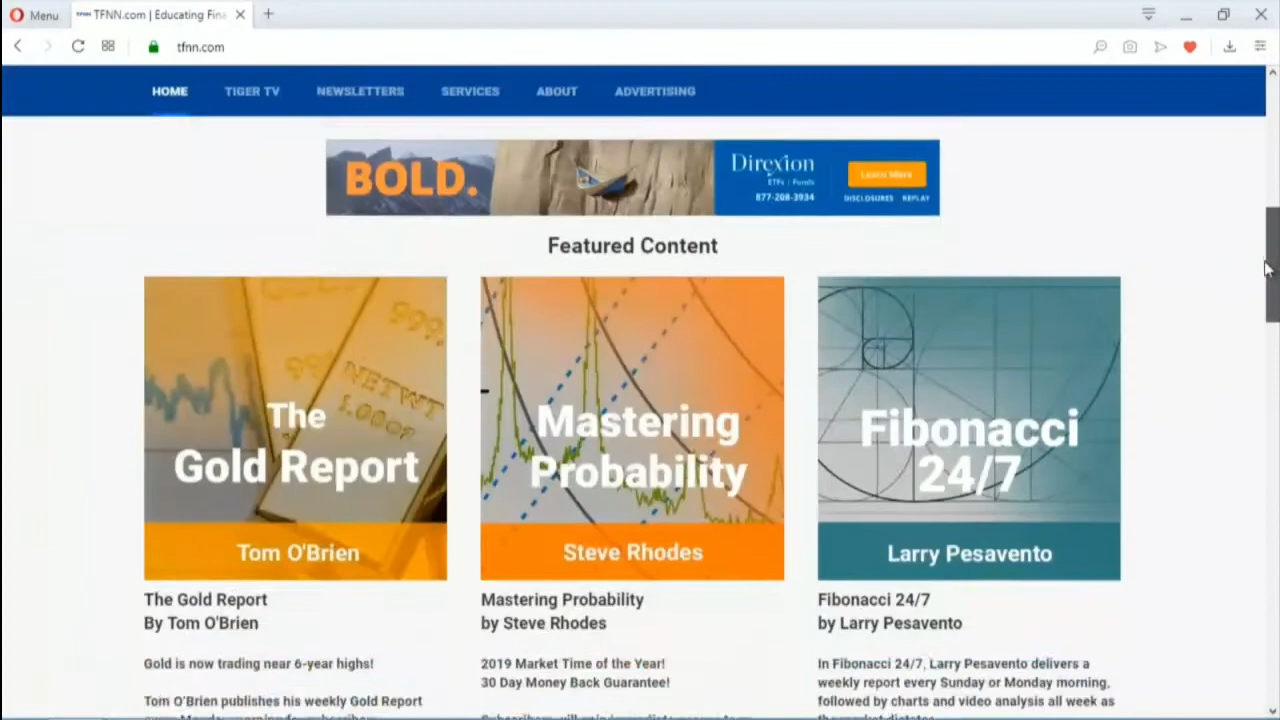 Menu
TFNN.com | Educating Fina
tfnn.com
HOME TIGER TV NEWSLETTERS SERVICES ABOUT ADVERTISING
BOLD.
Direxion
ETFs | Funds
877-208-3934
Learn More
DISCLOSURES REPLAY
Featured Content
999.
NETWT
The
Gold Report
Tom O'Brien
Mastering
Probability
Steve Rhodes
Fibonacci
24/7
Larry Pesavento
The Gold Report
By Tom O'Brien
Gold is now trading near 6-year highs!
Tom O'Brien publishes his weekly Gold Report
Mastering Probability
by Steve Rhodes
2019 Market Time of the Year!
30 Day Money Back Guarantee!
Fibonacci 24/7
by Larry Pesavento
In Fibonacci 24/7, Larry Pesavento delivers a
weekly report every Sunday or Monday morning,
followed by charts and video analysis all week as